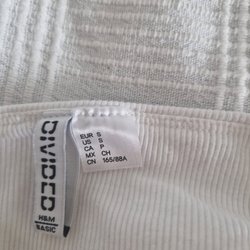 DIVIDED
H&M
BASIC
EUR S
US S
CA P
MX CH
CN 165/88A